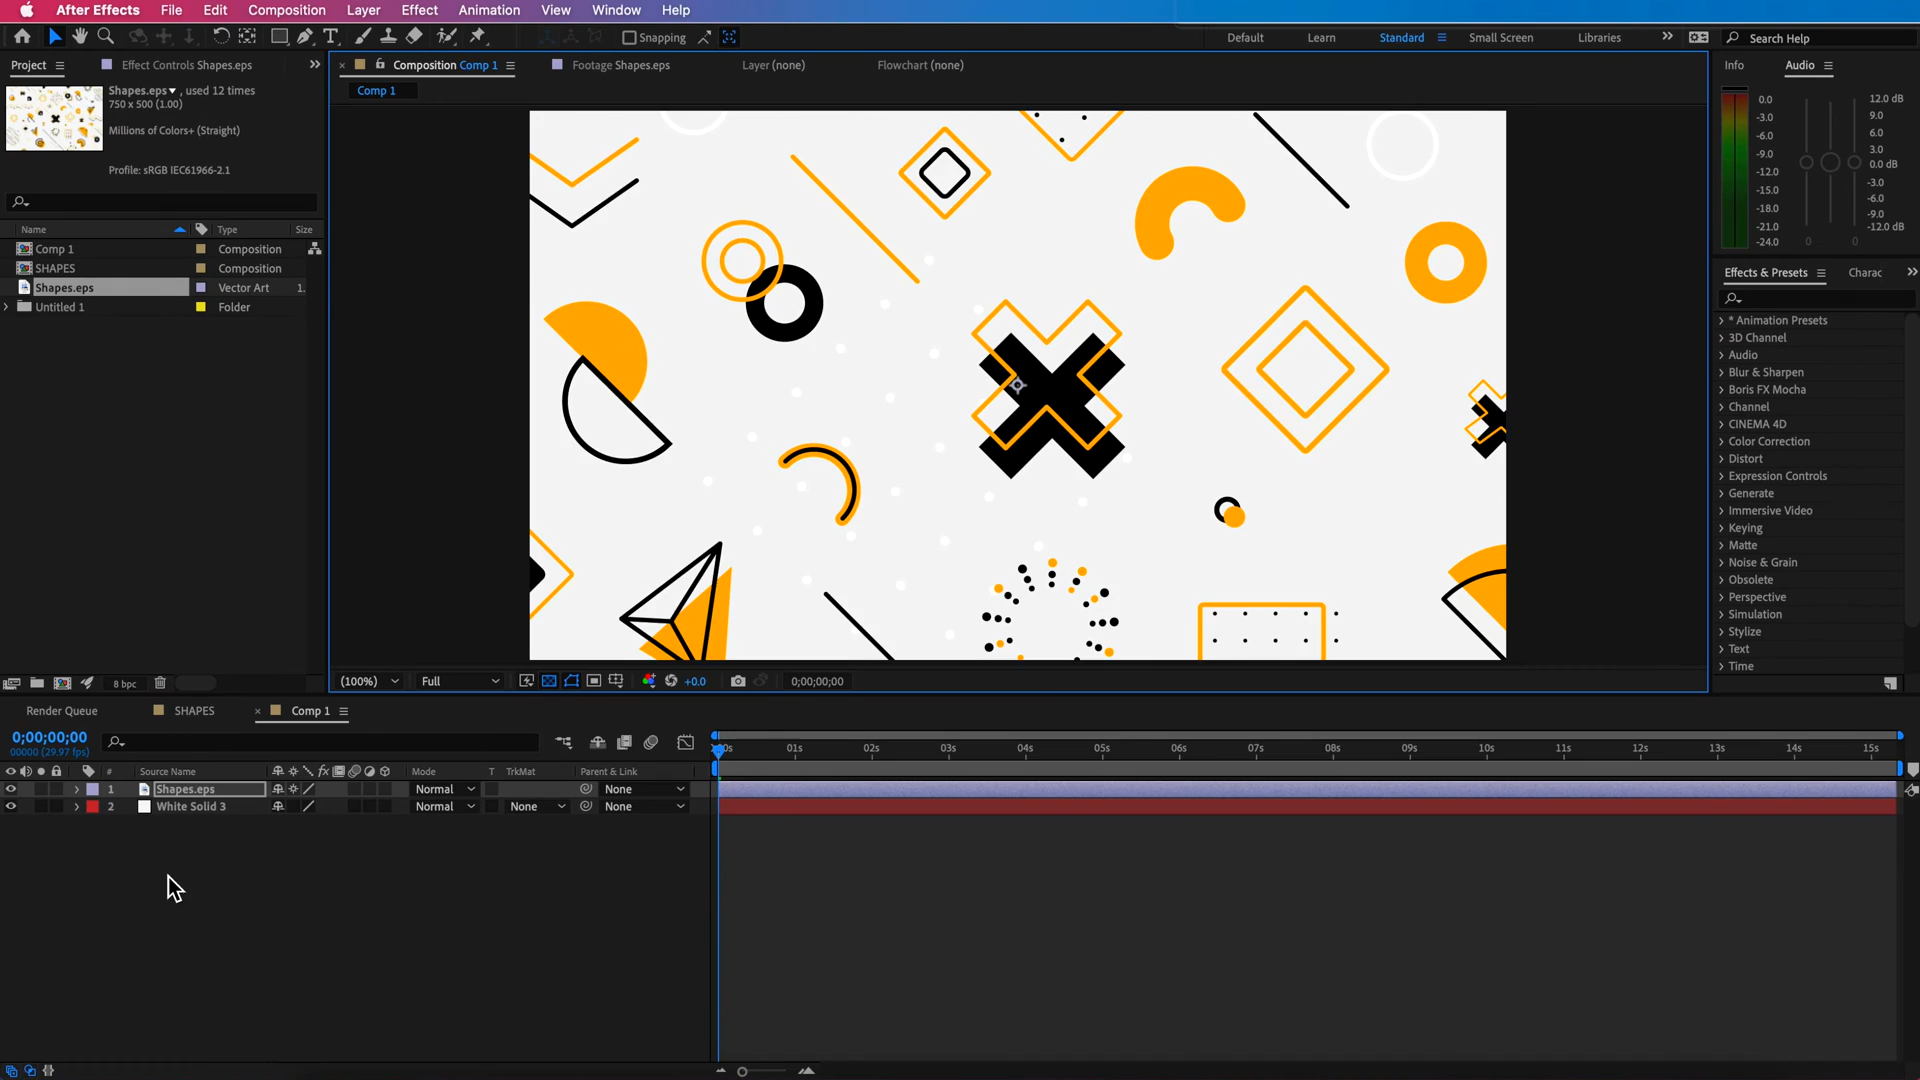 After Effects File Edit Composition Layer Effect Animation View Window Help
Snapping
Default Learn Standard Small Screen Libraries
Search Help
Project Effect Controls Shapes.eps
Composition Comp 1 Footage Shapes.eps Layer (none) Flowchart (none)
Info Audio
Comp 1
Shapes.eps , used 12 times
750 x 500 (1.00)
Millions of Colors+ (Straight)
Profile: sRGB IEC61966-2.1
Name Type Size
Comp 1 Composition
SHAPES Composition
Shapes.eps Vector Art 1.
Untitled 1 Folder
0.0 12.0 dB
-3.0 9.0
-6.0 6.0
-9.0 3.0
-12.0 0.0 dB
-15.0 -3.0
-18.0 -6.0
-21.0 -9.0
-24.0 0 0 -12.0 dB
Effects & Presets Charac
* Animation Presets
3D Channel
Audio
Blur & Sharpen
Boris FX Mocha
Channel
CINEMA 4D
Color Correction
Distort
Expression Controls
Generate
Immersive Video
Keying
Matte
Noise & Grain
Obsolete
Perspective
Simulation
Stylize
Text
Time
8 bpc
(100%) Full +0.0 0;00;00;00
Render Queue SHAPES Comp 1
0;00;00;00
00000 (29.97 fps)
:00s 01s 02s 03s 04s 05s 06s 07s 08s 09s 10s 11s 12s 13s 14s 15s
# Source Name fx Mode T TrkMat Parent & Link
1 Shapes.eps Normal None
2 White Solid 3 Normal None None